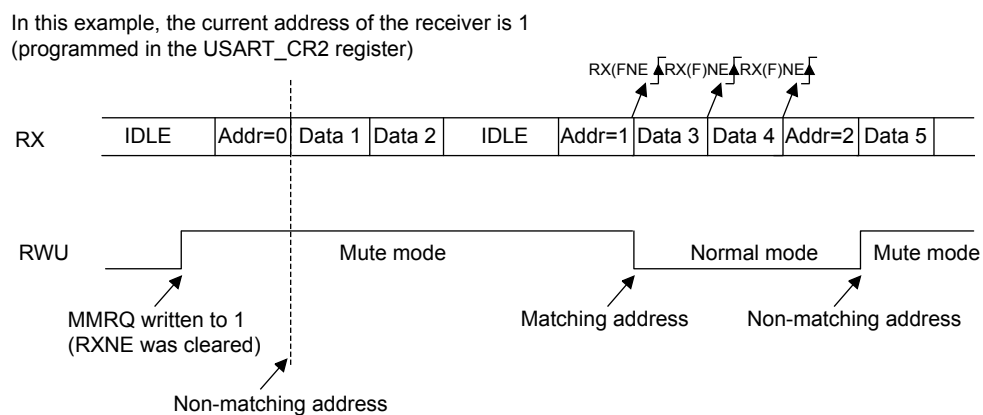 In this example, the current address of the receiver is 1
(programmed in the USART_CR2 register)
RX(FNE RX(F)NE RX(F)NE
RX IDLE Addr=0 Data 1 Data 2 IDLE Addr=1 Data 3 Data 4 Addr=2 Data 5
RWU Mute mode Normal mode Mute mode
MMRQ written to 1
(RXNE was cleared)
Matching address
Non-matching address
Non-matching address